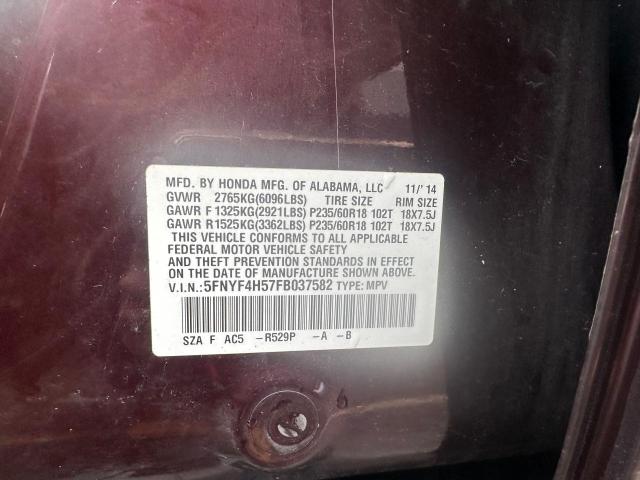 MFD. BY HONDA MFG. OF ALABAMA, LLC 11/'14
GVWR 2765KG(6096LBS) TIRE SIZE RIM SIZE
GAWR F 1325KG(2921LBS) P235/60R18 102T 18X7.5J
GAWR R 1525KG(3362LBS) P235/60R18 102T 18X7.5J
THIS VEHICLE CONFORMS TO ALL APPLICABLE
FEDERAL MOTOR VEHICLE SAFETY
AND THEFT PREVENTION STANDARDS IN EFFECT
ON THE DATE OF MANUFACTURE SHOWN ABOVE.
V.I.N.:5FNYF4H57FB037582 TYPE: MPV
SZA F AC5 -R529P -A -B